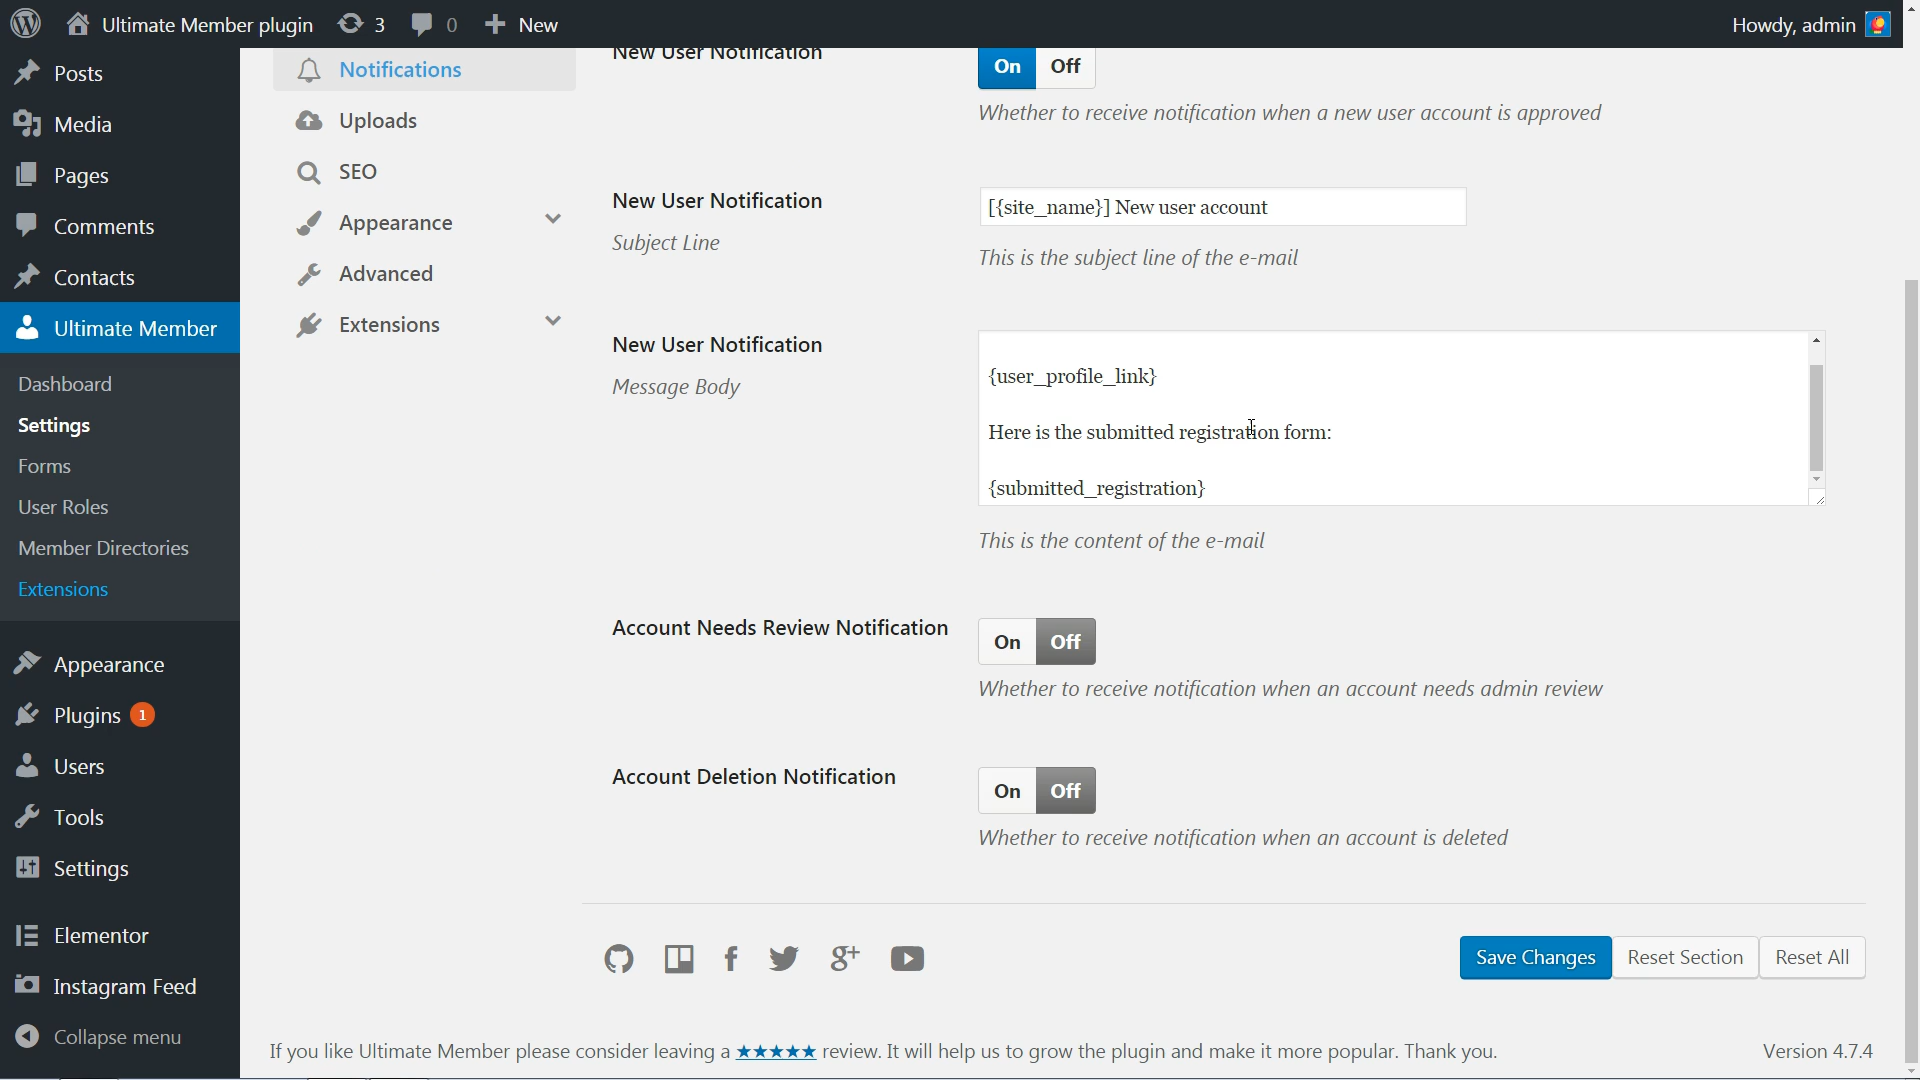 Ultimate Member plugin 3 0 New Howdy, admin
Posts
Media
Pages
Comments
Contacts
Ultimate Member
Dashboard
Settings
Forms
User Roles
Member Directories
Extensions
Appearance
Plugins 1
Users
Tools
Settings
Elementor
Instagram Feed
Collapse menu
Notifications
Uploads
SEO
Appearance
Advanced
Extensions
New User Notification
On Off
Whether to receive notification when a new user account is approved
New User Notification
Subject Line
[{site_name}] New user account
This is the subject line of the e-mail
New User Notification
Message Body
{user_profile_link}
Here is the submitted registration form:
{submitted_registration}
This is the content of the e-mail
Account Needs Review Notification
On Off
Whether to receive notification when an account needs admin review
Account Deletion Notification
On Off
Whether to receive notification when an account is deleted
Save Changes Reset Section Reset All
If you like Ultimate Member please consider leaving a ★★★★★ review. It will help us to grow the plugin and make it more popular. Thank you.
Version 4.7.4